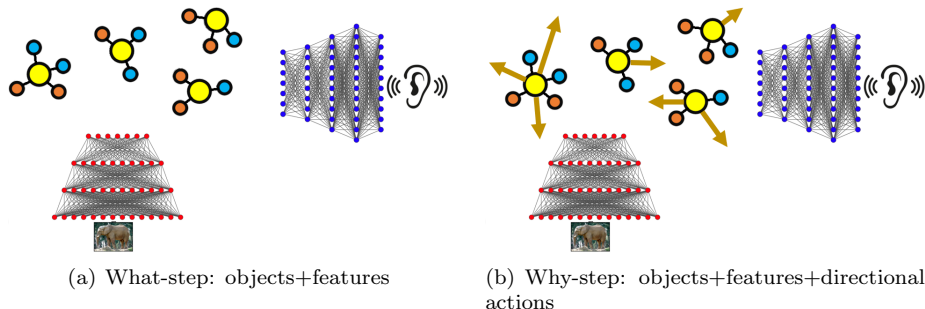 (a) What-step: objects+features
(b) Why-step: objects+features+directional
actions